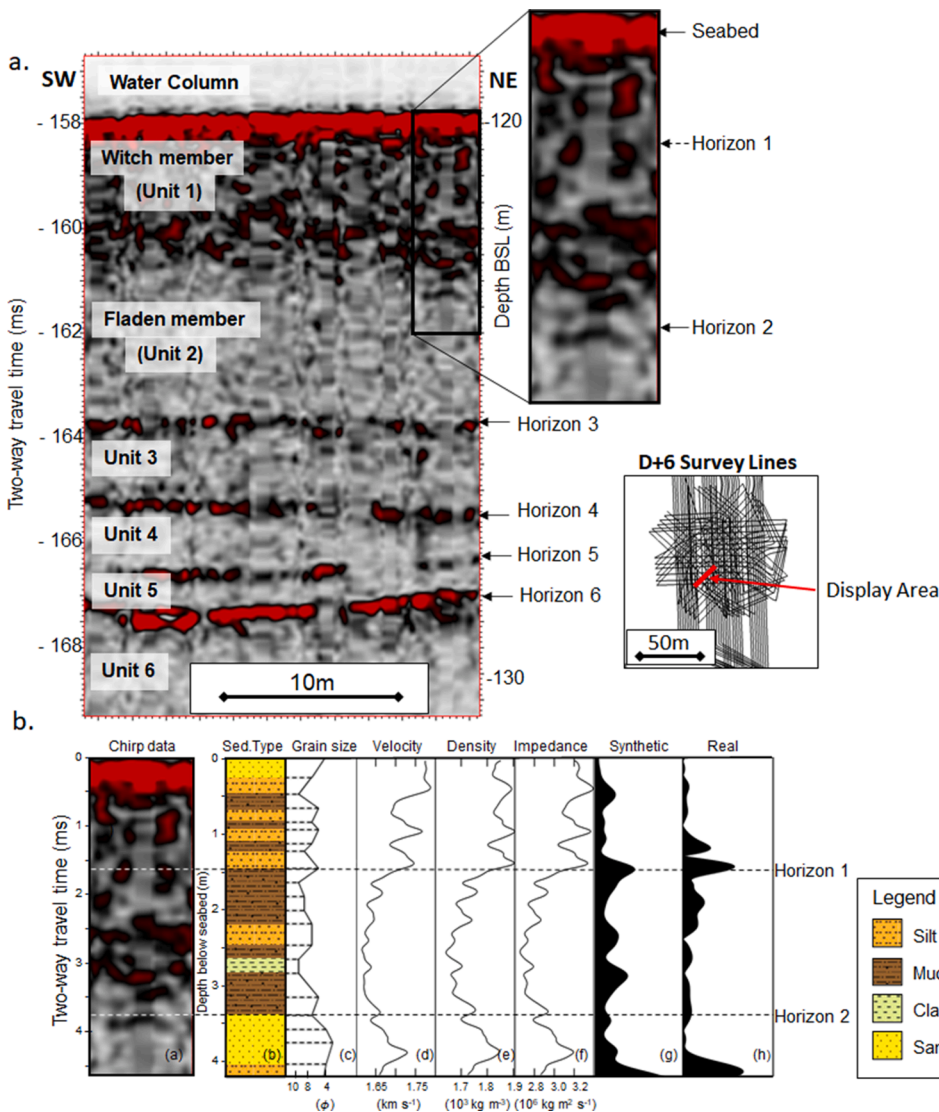 a.
SW
NE
Water Column
Seabed
- 158
-120
Witch member
(Unit 1)
Horizon 1
- 160
Depth BSL (m)
Two-way travel time (ms)
Fladen member
(Unit 2)
- 162
Horizon 2
Horizon 3
- 164
Unit 3
D+6 Survey Lines
Horizon 4
- 166
Unit 4
Horizon 5
Unit 5
Horizon 6
Display Area
50m
- 168
Unit 6
10m
-130
b.
Chirp data
Sed.Type
Grain size
Velocity
Density
Impedance
Synthetic
Real
0
0
1
1
Two-way travel time (ms)
Depth below seabed (m)
Horizon 1
2
2
3
3
Horizon 2
4
4
(a)
(b)
(c)
(d)
(e)
(f)
(g)
(h)
10 8 4
1.65 1.75
1.7 1.8 1.9
2.8 3.0 3.2
(ϕ)
(km s⁻¹)
(10³ kg m⁻³)
(10⁶ kg m² s⁻¹)
Legend
Silt
Muc
Cla
San